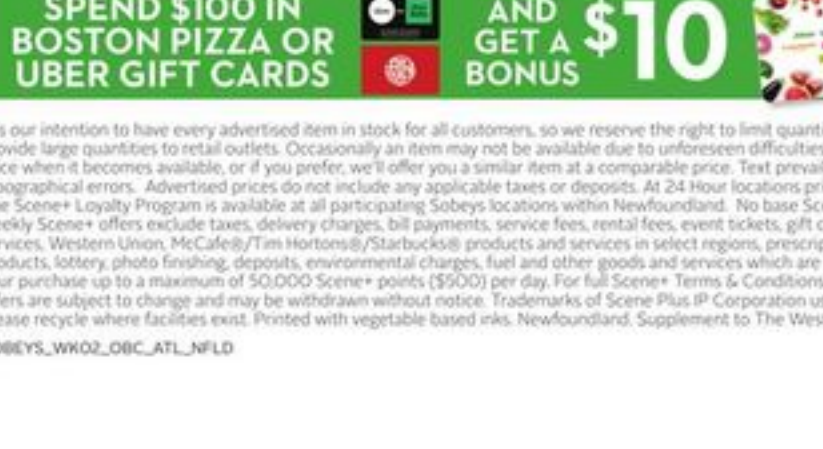 SPEND $100 IN
BOSTON PIZZA OR
UBER GIFT CARDS
AND
GET A
BONUS
$10
s our intention to have every advertised item in stock for all customers, so we reserve the right to limit quanti
ovide large quantities to retail outlets. Occasionally an item may not be available due to unforeseen difficulties
ce when it becomes available, or if you prefer, we'll offer you a similar item at a comparable price. Text prevai
pographical errors. Advertised prices do not include any applicable taxes or deposits. At 24 Hour locations pri
e Scene+ Loyalty Program is available at all participating Sobeys locations within Newfoundland. No base Sc
eekly Scene+ offers exclude taxes, delivery charges, bill payments, service fees, rental fees, event tickets, gift c
rvices, Western Union, McCafe®/Tim Hortons®/Starbucks® products and services in select regions, prescrip
oducts, lottery, photo finishing, deposits, environmental charges, fuel and other goods and services which are
ur purchase up to a maximum of 50,000 Scene+ points ($500) per day. For full Scene+ Terms & Conditions
ers are subject to change and may be withdrawn without notice. Trademarks of Scene Plus IP Corporation us
ease recycle where facilities exist. Printed with vegetable based inks. Newfoundland. Supplement to The Wes
OBEYS_WK02_OBC_ATL_NFLD